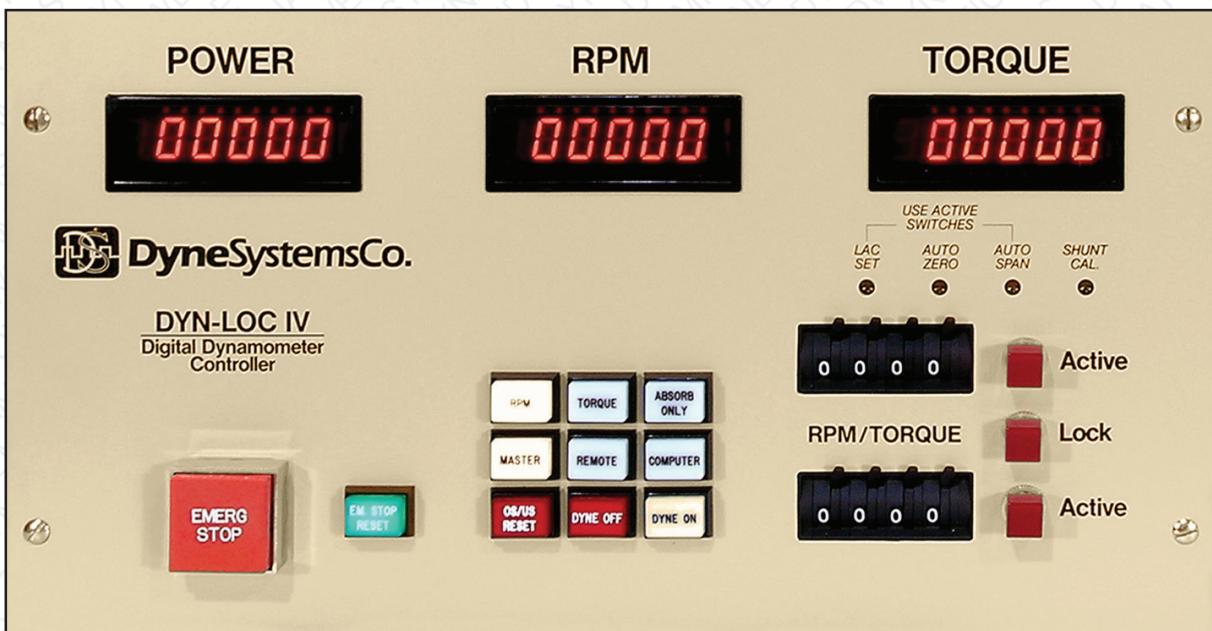 POWER
RPM
TORQUE
00000
00000
00000
USE ACTIVE
SWITCHES
LAC
SET
AUTO
ZERO
AUTO
SPAN
SHUNT
CAL.
DS
DyneSystemsCo.
DYN-LOC IV
Digital Dynamometer
Controller
0 0 0 0
Active
RPM
TORQUE
ABSORB
ONLY
RPM/TORQUE
Lock
MASTER
REMOTE
COMPUTER
EMERG
STOP
EM. STOP
RESET
OS/US
RESET
DYNE OFF
DYNE ON
0 0 0 0
Active